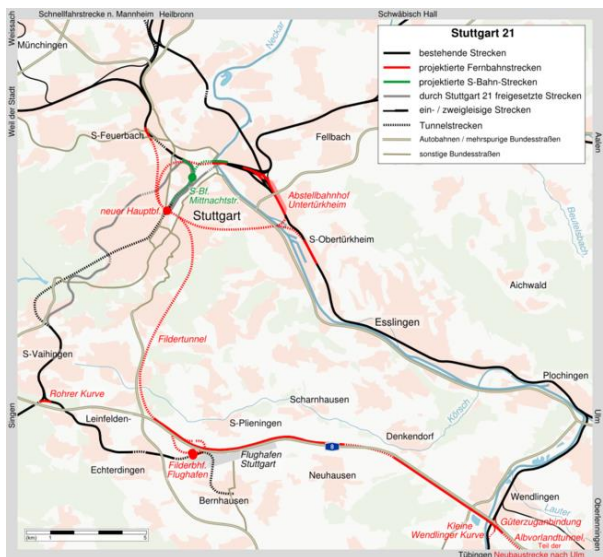 Schnellfahrstrecke n. Mannheim
Heilbronn
Schwäbisch Hall
Weissach
Münchingen
Neckar
Stuttgart 21
bestehende Strecken
projektierte Fernbahnstrecken
projektierte S-Bahn-Strecken
durch Stuttgart 21 freigesetzte Strecken
ein- / zweigleisige Strecken
Tunnelstrecken
Autobahnen / mehrspurige Bundesstraßen
sonstige Bundesstraßen
Weil der Stadt
S-Feuerbach
Fellbach
Aalen
S-Bf.
Mittnachtstr.
Abstellbahnhof
Untertürkheim
neuer Hauptbf.
Stuttgart
Beutelsbach
S-Obertürkheim
Aichwald
Esslingen
Fildertunnel
S-Vaihingen
Plochingen
Rohrer Kurve
Scharnhausen
Körsch
Singen
Leinfelden-
S-Plieningen
Denkendorf
Ulm
8
Flughafen
Stuttgart
Filderbhf.
Flughafen
Echterdingen
Neuhausen
Bernhausen
Wendlingen
Lauter
Kleine
Wendlinger Kurve
Güterzuganbindung
Albvorlandtunnel
Teil der
Oberlenningen
(km)
1
5
Tübingen
Neubaustrecke nach Ulm